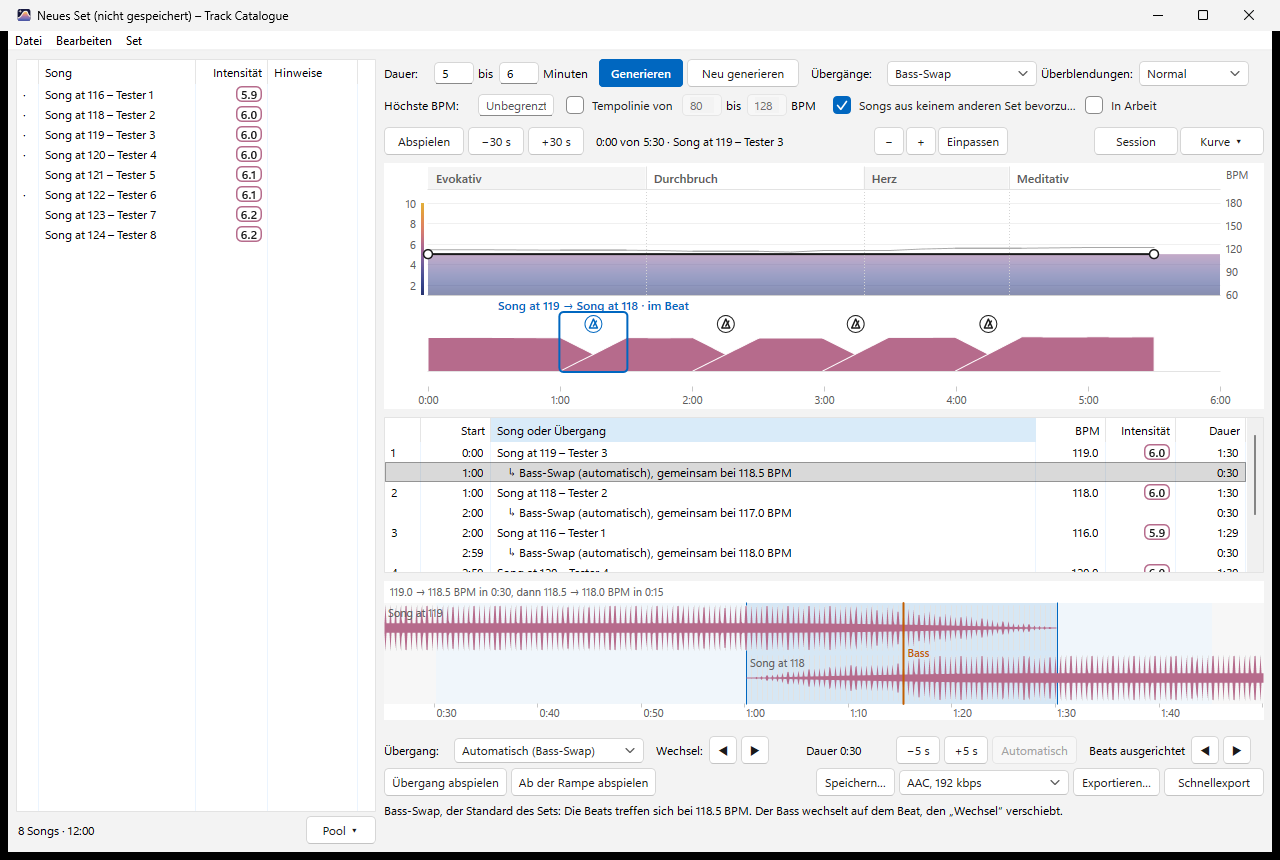 Neues Set (nicht gespeichert) – Track Catalogue
Datei Bearbeiten Set
Song Intensität Hinweise
· Song at 116 – Tester 1 5.9
· Song at 118 – Tester 2 6.0
· Song at 119 – Tester 3 6.0
· Song at 120 – Tester 4 6.0
Song at 121 – Tester 5 6.1
· Song at 122 – Tester 6 6.1
Song at 123 – Tester 7 6.2
Song at 124 – Tester 8 6.2
8 Songs · 12:00 Pool ▾
Dauer: 5 bis 6 Minuten Generieren Neu generieren Übergänge: Bass-Swap Überblendungen: Normal
Höchste BPM: Unbegrenzt Tempolinie von 80 bis 128 BPM Songs aus keinem anderen Set bevorzu... In Arbeit
Abspielen −30 s +30 s 0:00 von 5:30 · Song at 119 – Tester 3 − + Einpassen Session Kurve ▾
Evokativ Durchbruch Herz Meditativ BPM
10 180
8 150
6 120
4 90
2 60
Song at 119 → Song at 118 · im Beat
0:00 1:00 2:00 3:00 4:00 5:00 6:00
Start Song oder Übergang BPM Intensität Dauer
1 0:00 Song at 119 – Tester 3 119.0 6.0 1:30
1:00 ↳ Bass-Swap (automatisch), gemeinsam bei 118.5 BPM 0:30
2 1:00 Song at 118 – Tester 2 118.0 6.0 1:30
2:00 ↳ Bass-Swap (automatisch), gemeinsam bei 117.0 BPM 0:30
3 2:00 Song at 116 – Tester 1 116.0 5.9 1:29
2:59 ↳ Bass-Swap (automatisch), gemeinsam bei 118.0 BPM 0:30
119.0 → 118.5 BPM in 0:30, dann 118.5 → 118.0 BPM in 0:15
Song at 119
Bass
Song at 118
0:30 0:40 0:50 1:00 1:10 1:20 1:30 1:40
Übergang: Automatisch (Bass-Swap) Wechsel: ◀ ▶ Dauer 0:30 −5 s +5 s Automatisch Beats ausgerichtet ◀ ▶
Übergang abspielen Ab der Rampe abspielen Speichern... AAC, 192 kbps Exportieren... Schnellexport
Bass-Swap, der Standard des Sets: Die Beats treffen sich bei 118.5 BPM. Der Bass wechselt auf dem Beat, den „Wechsel“ verschiebt.